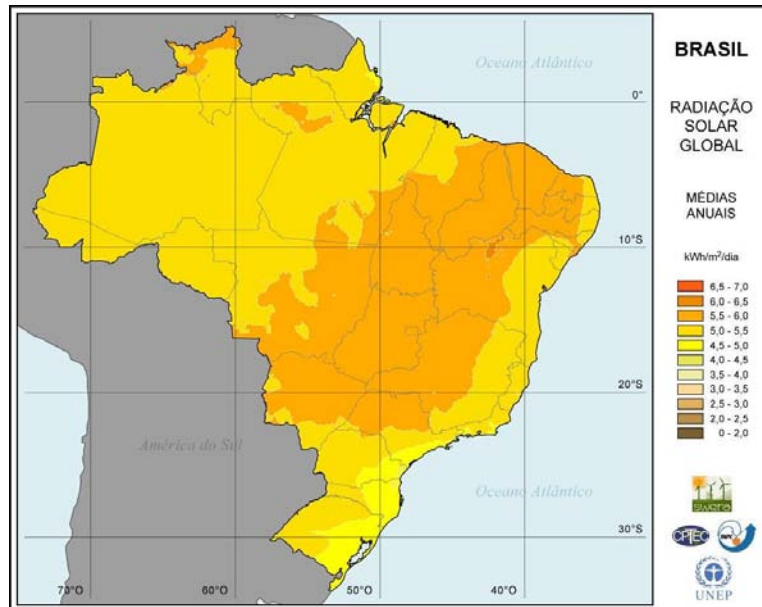 Oceano Atlântico
0°
10°S
20°S
América do Sul
Oceano Atlântico
30°S
70°O
60°O
50°O
40°O
BRASIL
RADIAÇÃO
SOLAR
GLOBAL
MÉDIAS
ANUAIS
kWh/m²/dia
6,5 - 7,0
6,0 - 6,5
5,5 - 6,0
5,0 - 5,5
4,5 - 5,0
4,0 - 4,5
3,5 - 4,0
3,0 - 3,5
2,5 - 3,0
2,0 - 2,5
0 - 2,0
swera
CPTEC
UNEP